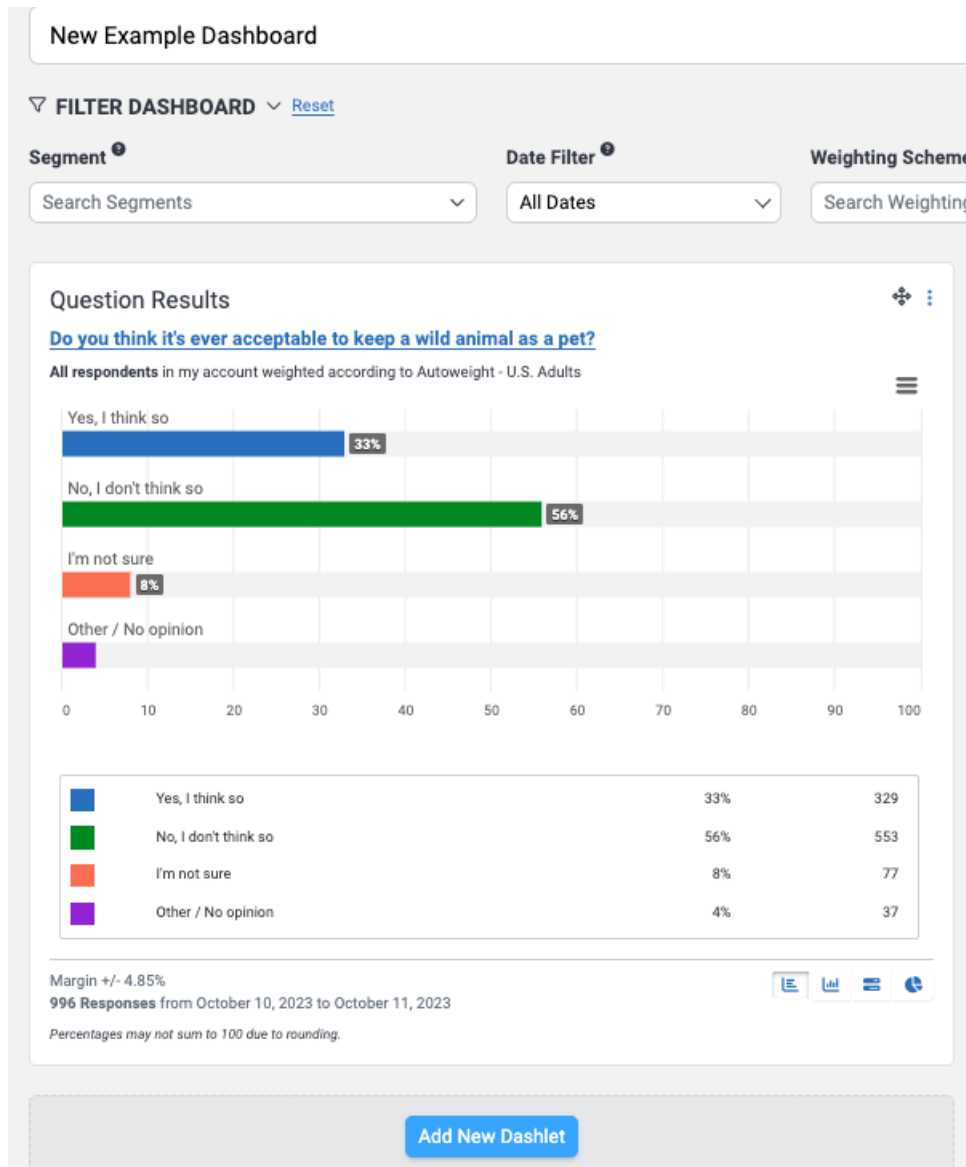 New Example Dashboard
FILTER DASHBOARD Reset
Segment ? Date Filter ? Weighting Scheme
Search Segments All Dates Search Weighting
Question Results
Do you think it's ever acceptable to keep a wild animal as a pet?
All respondents in my account weighted according to Autoweight - U.S. Adults
Yes, I think so
33%
No, I don't think so
56%
I'm not sure
8%
Other / No opinion
0 10 20 30 40 50 60 70 80 90 100
Yes, I think so 33% 329
No, I don't think so 56% 553
I'm not sure 8% 77
Other / No opinion 4% 37
Margin +/- 4.85%
996 Responses from October 10, 2023 to October 11, 2023
Percentages may not sum to 100 due to rounding.
Add New Dashlet